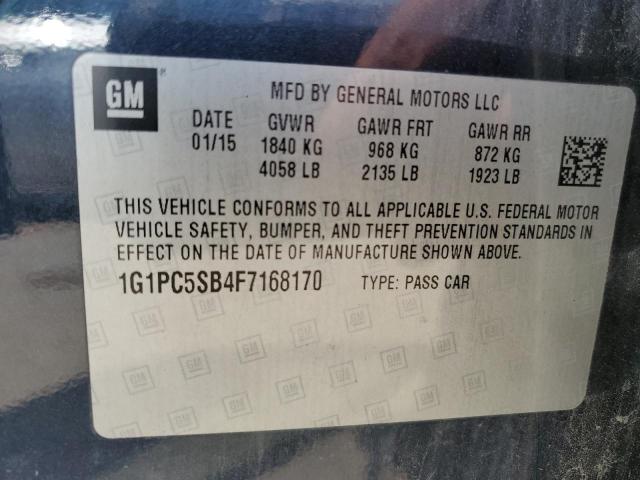 GM
MFD BY GENERAL MOTORS LLC
DATE GVWR GAWR FRT GAWR RR
01/15 1840 KG 968 KG 872 KG
4058 LB 2135 LB 1923 LB
THIS VEHICLE CONFORMS TO ALL APPLICABLE U.S. FEDERAL MOTOR
VEHICLE SAFETY, BUMPER, AND THEFT PREVENTION STANDARDS IN
EFFECT ON THE DATE OF MANUFACTURE SHOWN ABOVE.
1G1PC5SB4F7168170 TYPE: PASS CAR